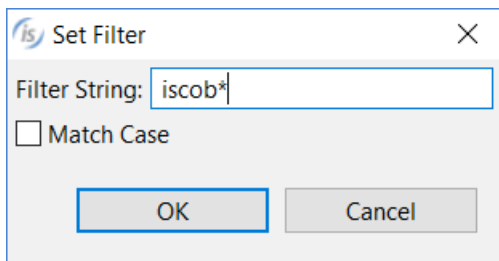 is Set Filter
Filter String: iscob*
Match Case
OK Cancel